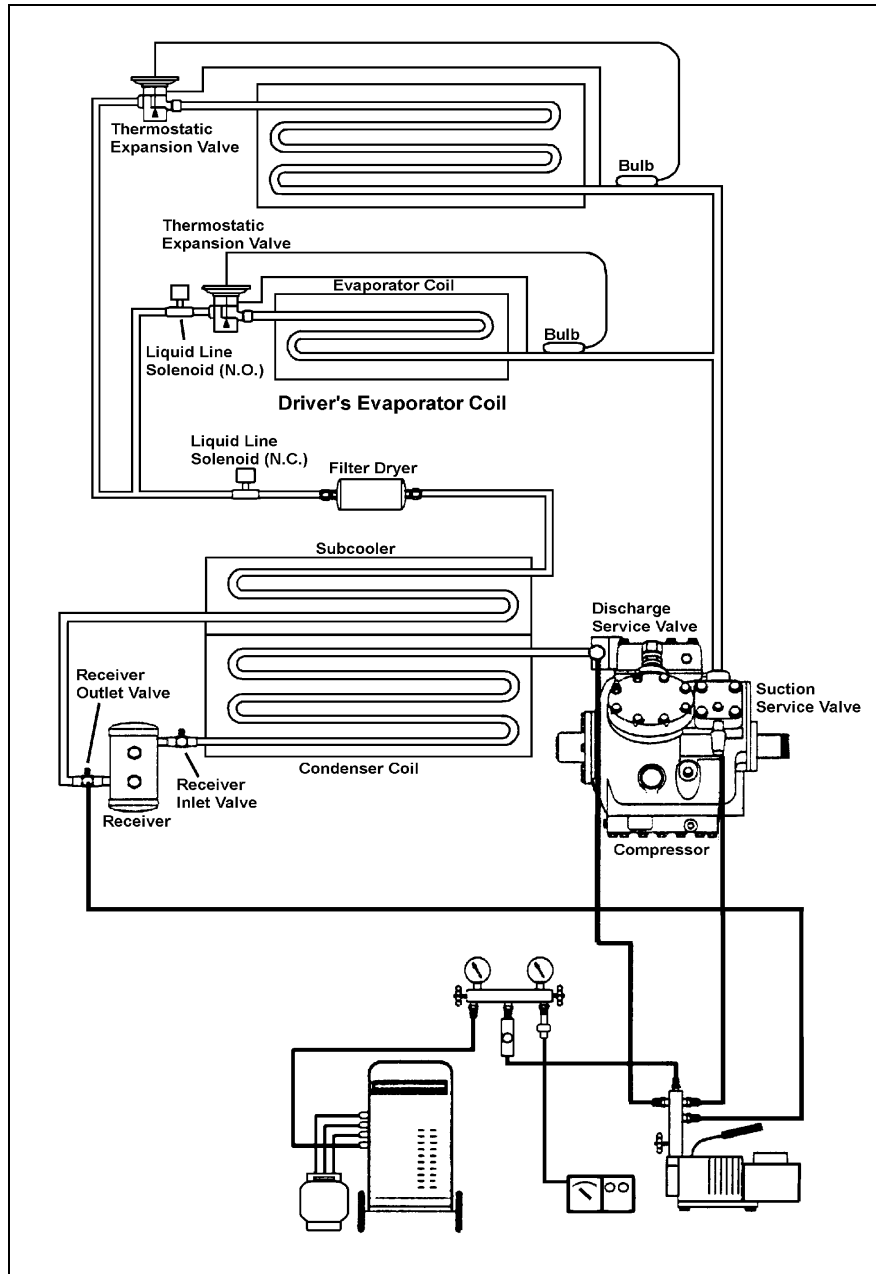 Thermostatic
Expansion Valve
Bulb
Thermostatic
Expansion Valve
Evaporator Coil
Bulb
Liquid Line
Solenoid (N.O.)
Driver's Evaporator Coil
Liquid Line
Solenoid (N.C.)
Filter Dryer
Subcooler
Discharge
Service Valve
Receiver
Outlet Valve
Suction
Service Valve
Condenser Coil
Receiver
Inlet Valve
Receiver
Compressor